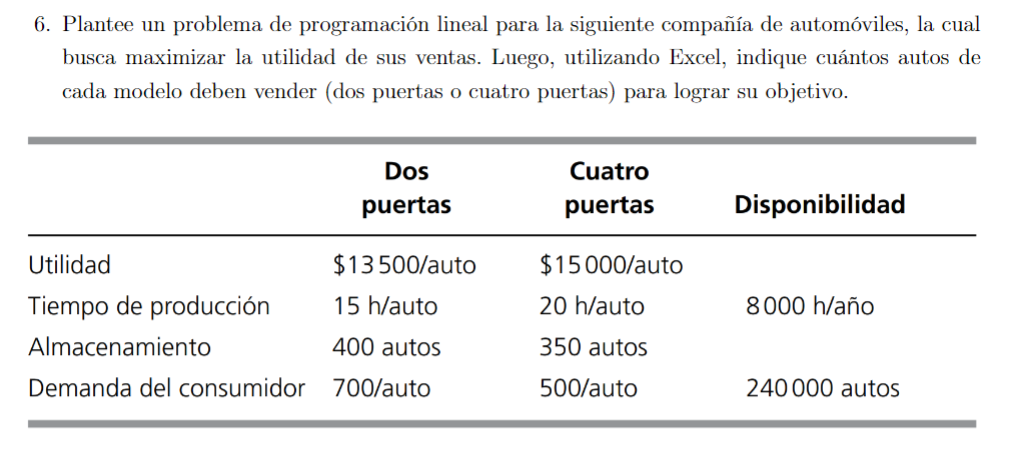 6. Plantee un problema de programación lineal para la siguiente compañía de automóviles, la cual
busca maximizar la utilidad de sus ventas. Luego, utilizando Excel, indique cuántos autos de
cada modelo deben vender (dos puertas o cuatro puertas) para lograr su objetivo.
Dos Cuatro
puertas puertas Disponibilidad
Utilidad $13 500/auto $15 000/auto
Tiempo de producción 15 h/auto 20 h/auto 8 000 h/año
Almacenamiento 400 autos 350 autos
Demanda del consumidor 700/auto 500/auto 240 000 autos